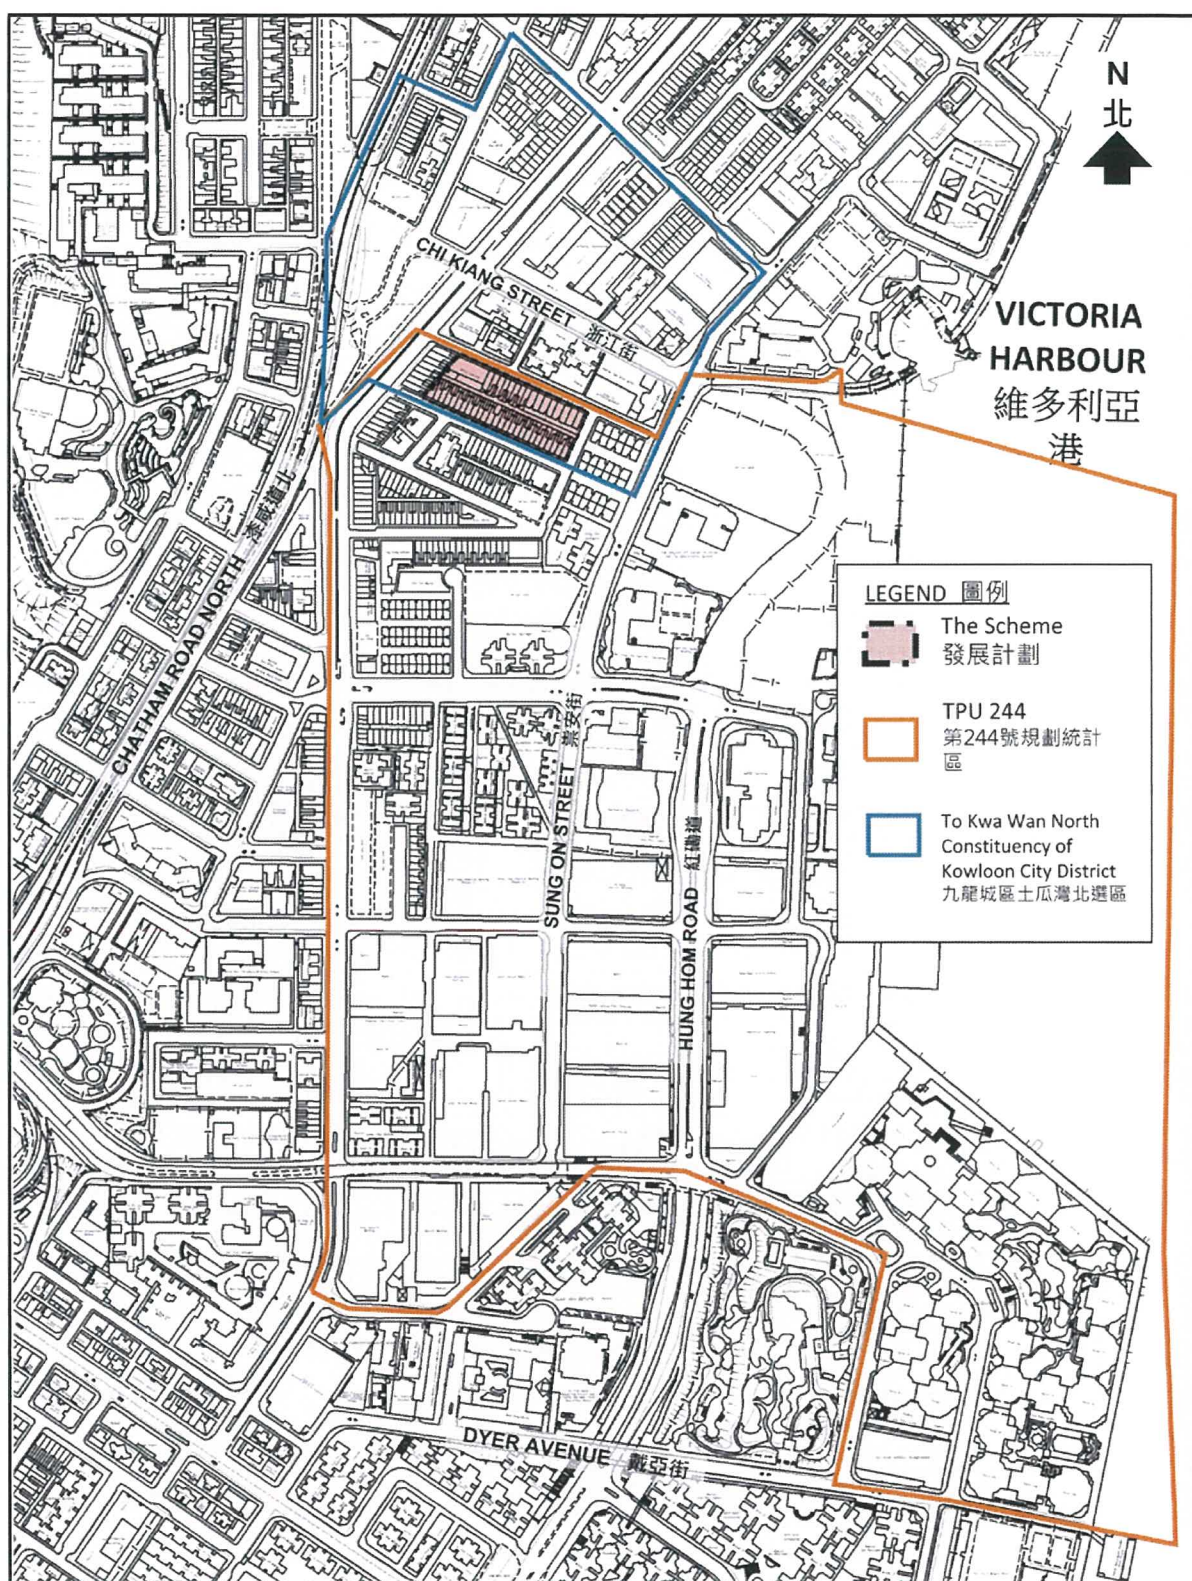 N
北
VICTORIA
HARBOUR
維多利亞
港
CHI KIANG STREET 浙江街
CHATHAM ROAD NORTH 漆咸道北
LEGEND 圖例
The Scheme
發展計劃
TPU 244
第244號規劃統計
區
To Kwa Wan North
Constituency of
Kowloon City District
九龍城區土瓜灣北選區
SUNG ON STREET 崇安街
HUNG HOM ROAD 紅磡道
DYER AVENUE 戴亞街